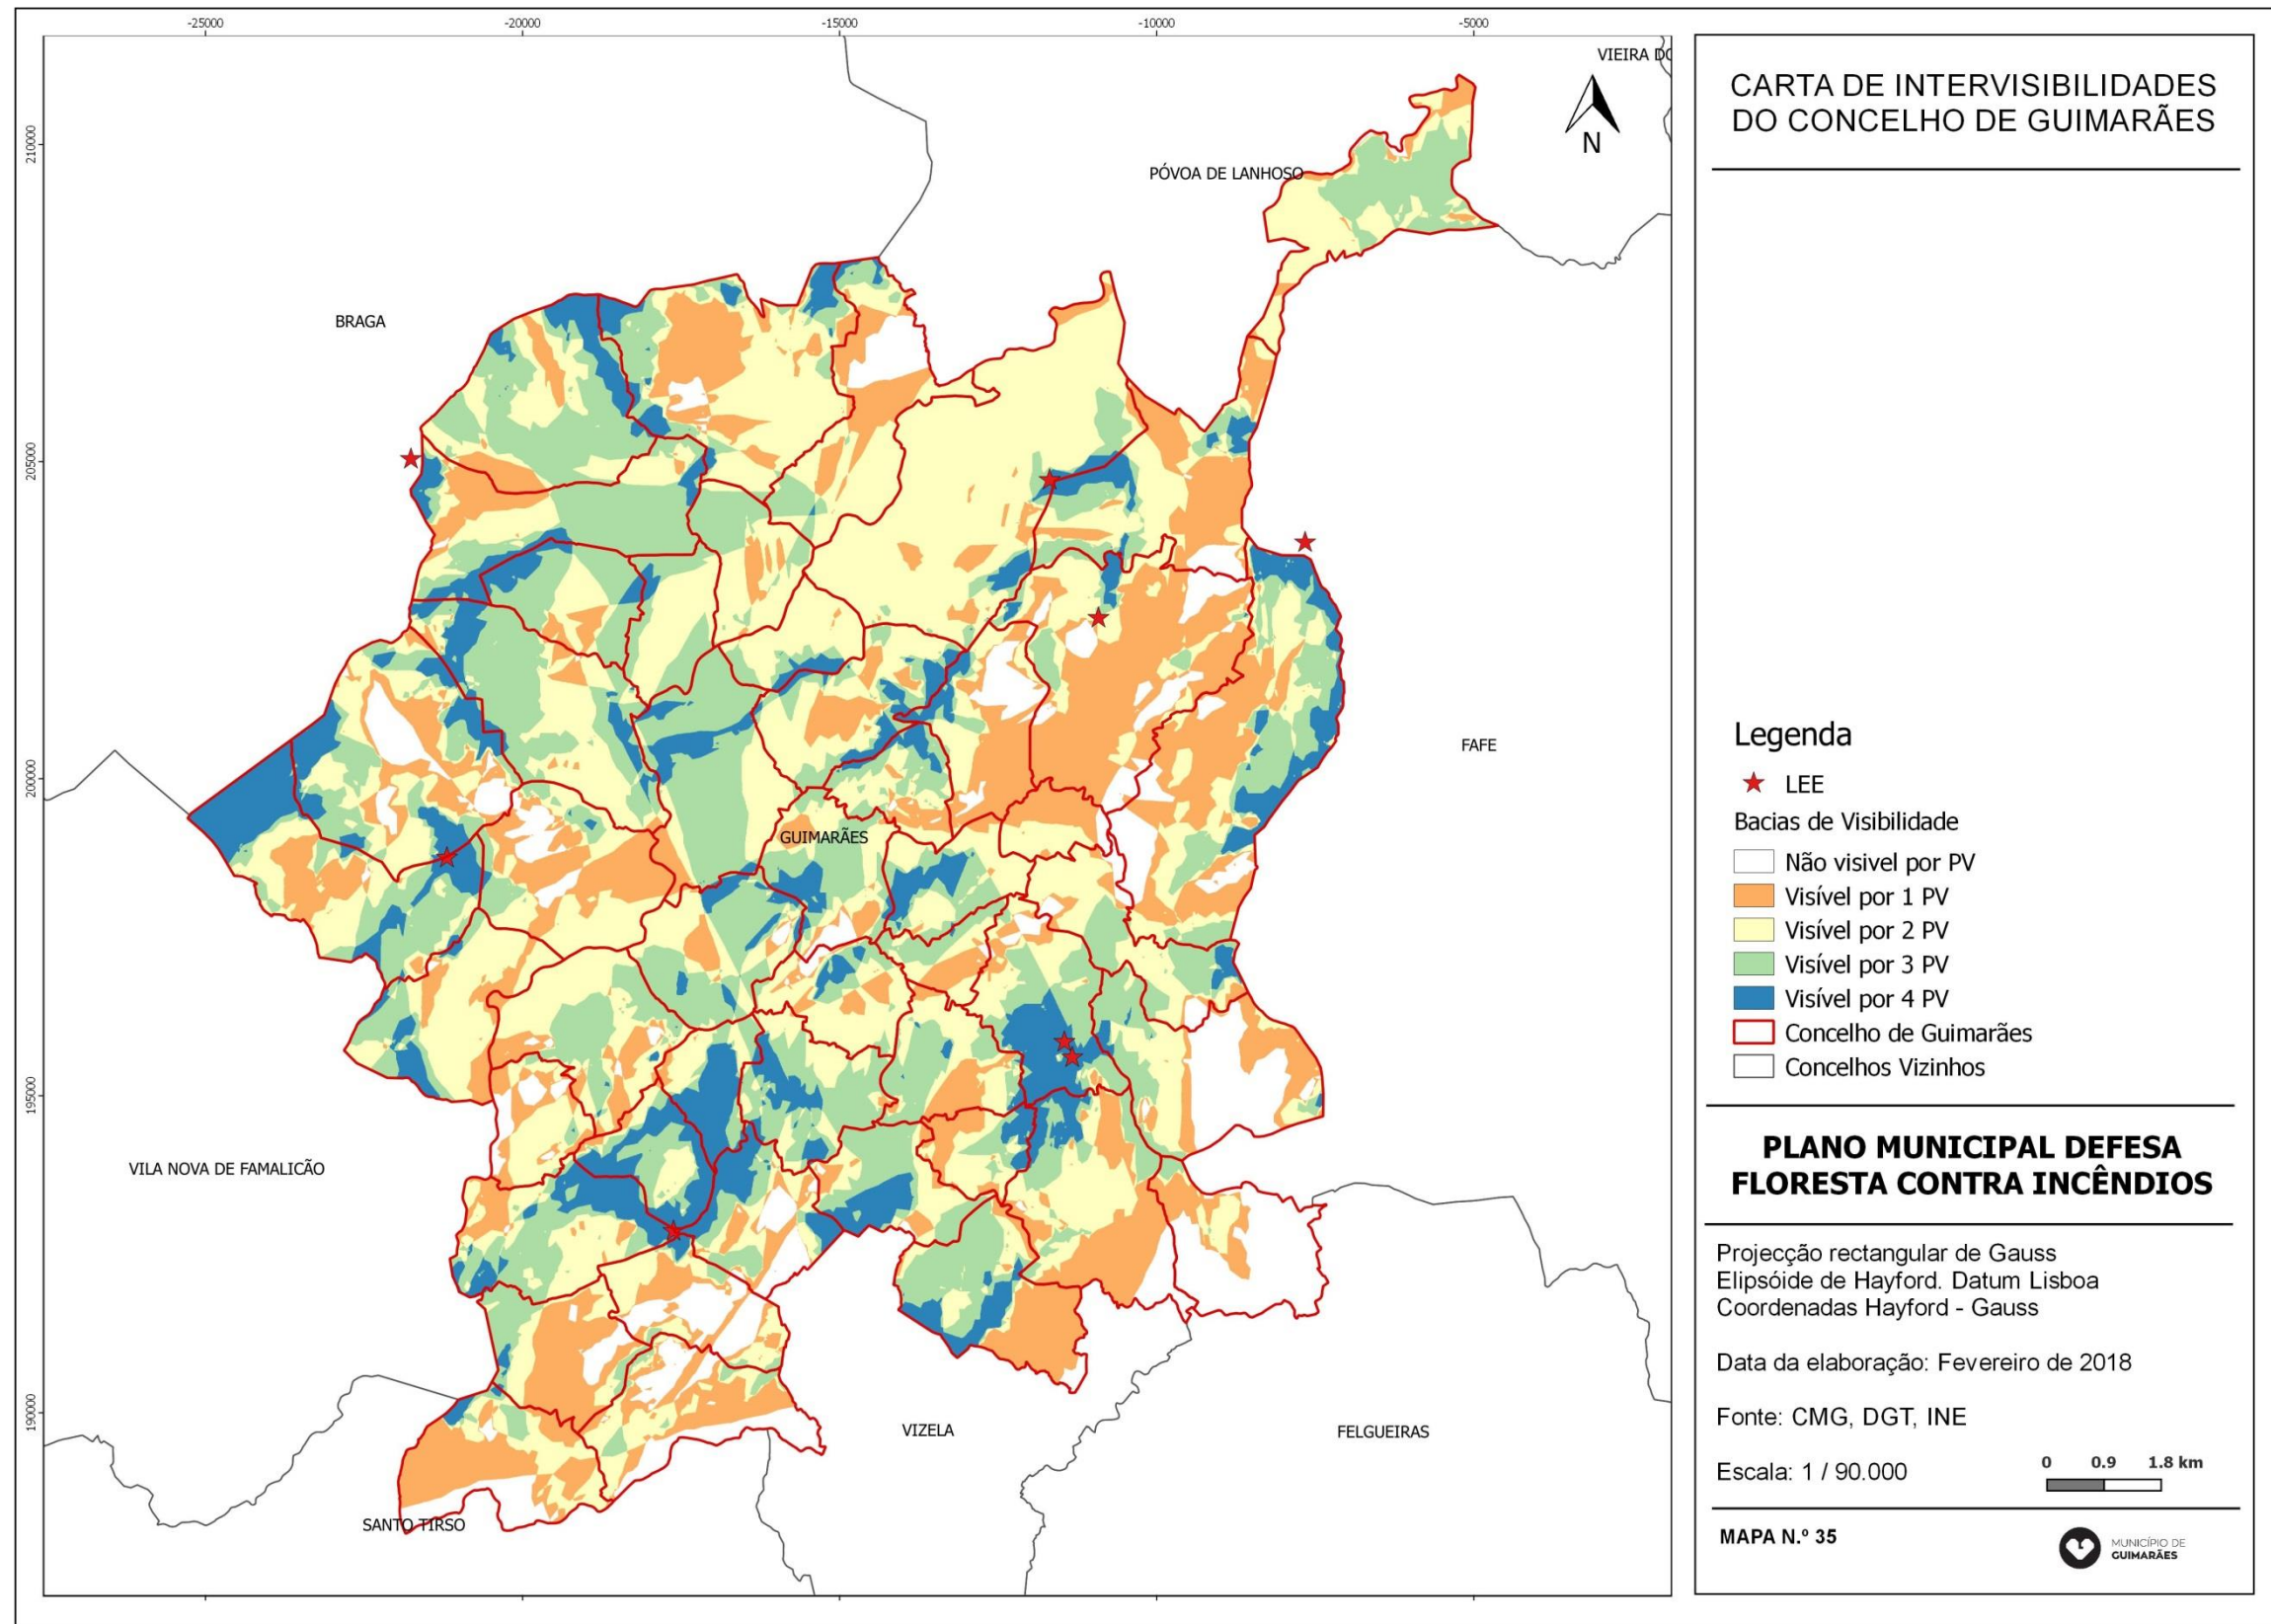 -25000
-20000
-15000
-10000
-5000
210000
205000
200000
195000
190000
VIEIRA DO
PÓVOA DE LANHOSO
N
BRAGA
FAFE
GUIMARÃES
VILA NOVA DE FAMALICÃO
VIZELA
FELGUEIRAS
SANTO TIRSO
CARTA DE INTERVISIBILIDADES
DO CONCELHO DE GUIMARÃES
Legenda
LEE
Bacias de Visibilidade
Não visivel por PV
Visível por 1 PV
Visível por 2 PV
Visível por 3 PV
Visível por 4 PV
Concelho de Guimarães
Concelhos Vizinhos
PLANO MUNICIPAL DEFESA
FLORESTA CONTRA INCÊNDIOS
Projecção rectangular de Gauss
Elipsóide de Hayford. Datum Lisboa
Coordenadas Hayford - Gauss
Data da elaboração: Fevereiro de 2018
Fonte: CMG, DGT, INE
Escala: 1 / 90.000
0 0.9 1.8 km
MAPA N.º 35
MUNICÍPIO DE
GUIMARÃES